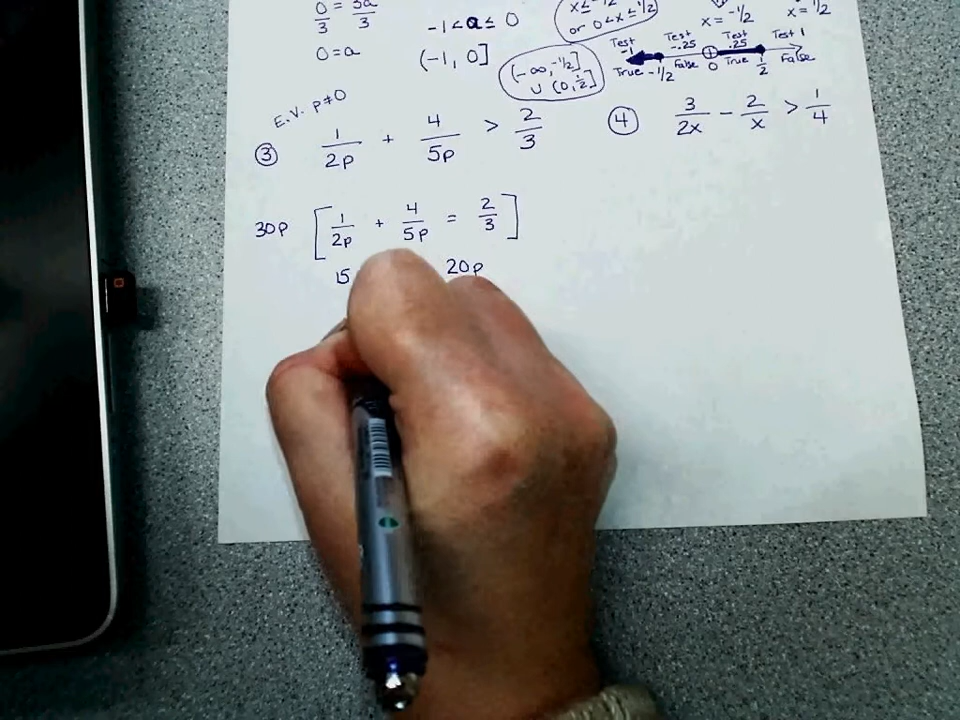 0/3 = 3a/3
0 = a
-1 < a ≤ 0
(-1, 0]
x ≤ -1/2
or 0 < x ≤ 1/2
(-∞, -1/2]
∪ (0, 1/2]
x = -1/2 x = 1/2
Test -1 Test -.25 Test .25 Test 1
True -1/2 False 0 True 1/2 False
E.V. p≠0
③ 1/2p + 4/5p > 2/3
30p [1/2p + 4/5p = 2/3]
15 20p
④ 3/2x - 2/x > 1/4